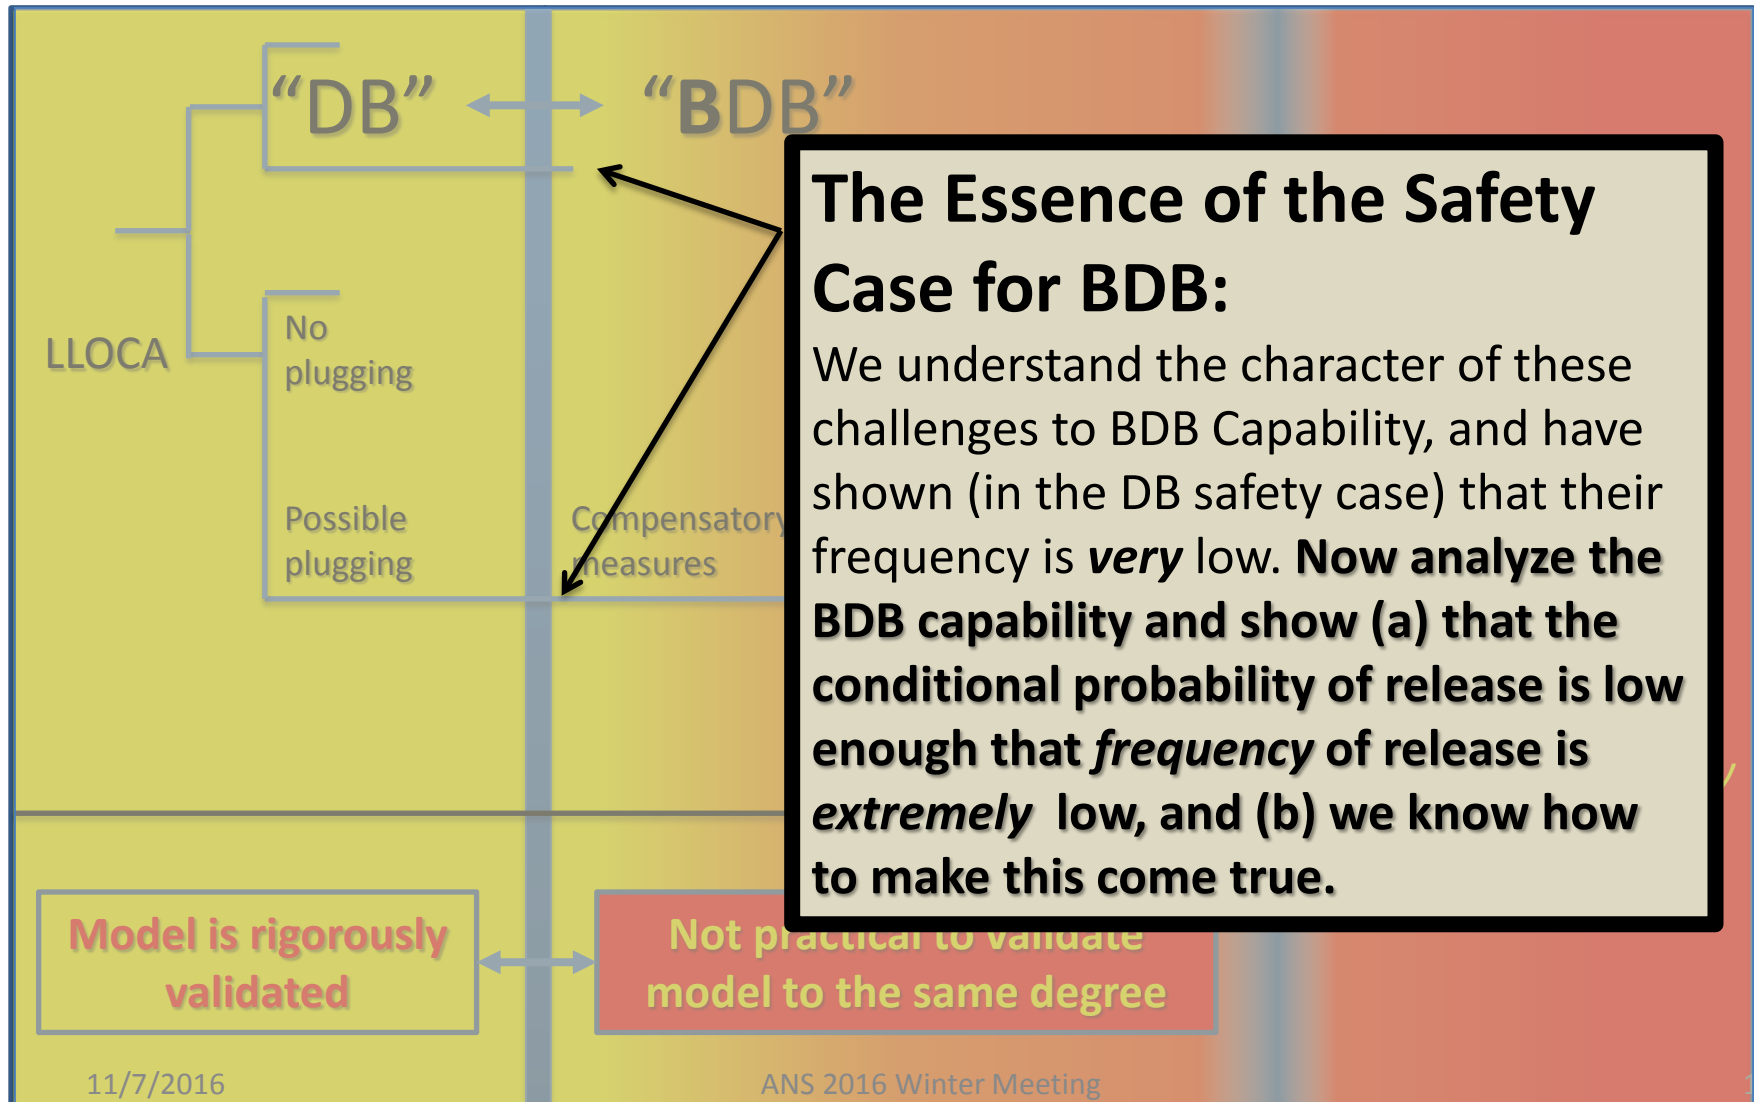 “DB” “BDB”
The Essence of the Safety
Case for BDB:
We understand the character of these
challenges to BDB Capability, and have
shown (in the DB safety case) that their
frequency is very low. Now analyze the
BDB capability and show (a) that the
conditional probability of release is low
enough that frequency of release is
extremely low, and (b) we know how
to make this come true.
LLOCA
No
plugging
Possible
plugging
Compensatory
measures
Model is rigorously
validated
Not practical to validate
model to the same degree
11/7/2016
ANS 2016 Winter Meeting